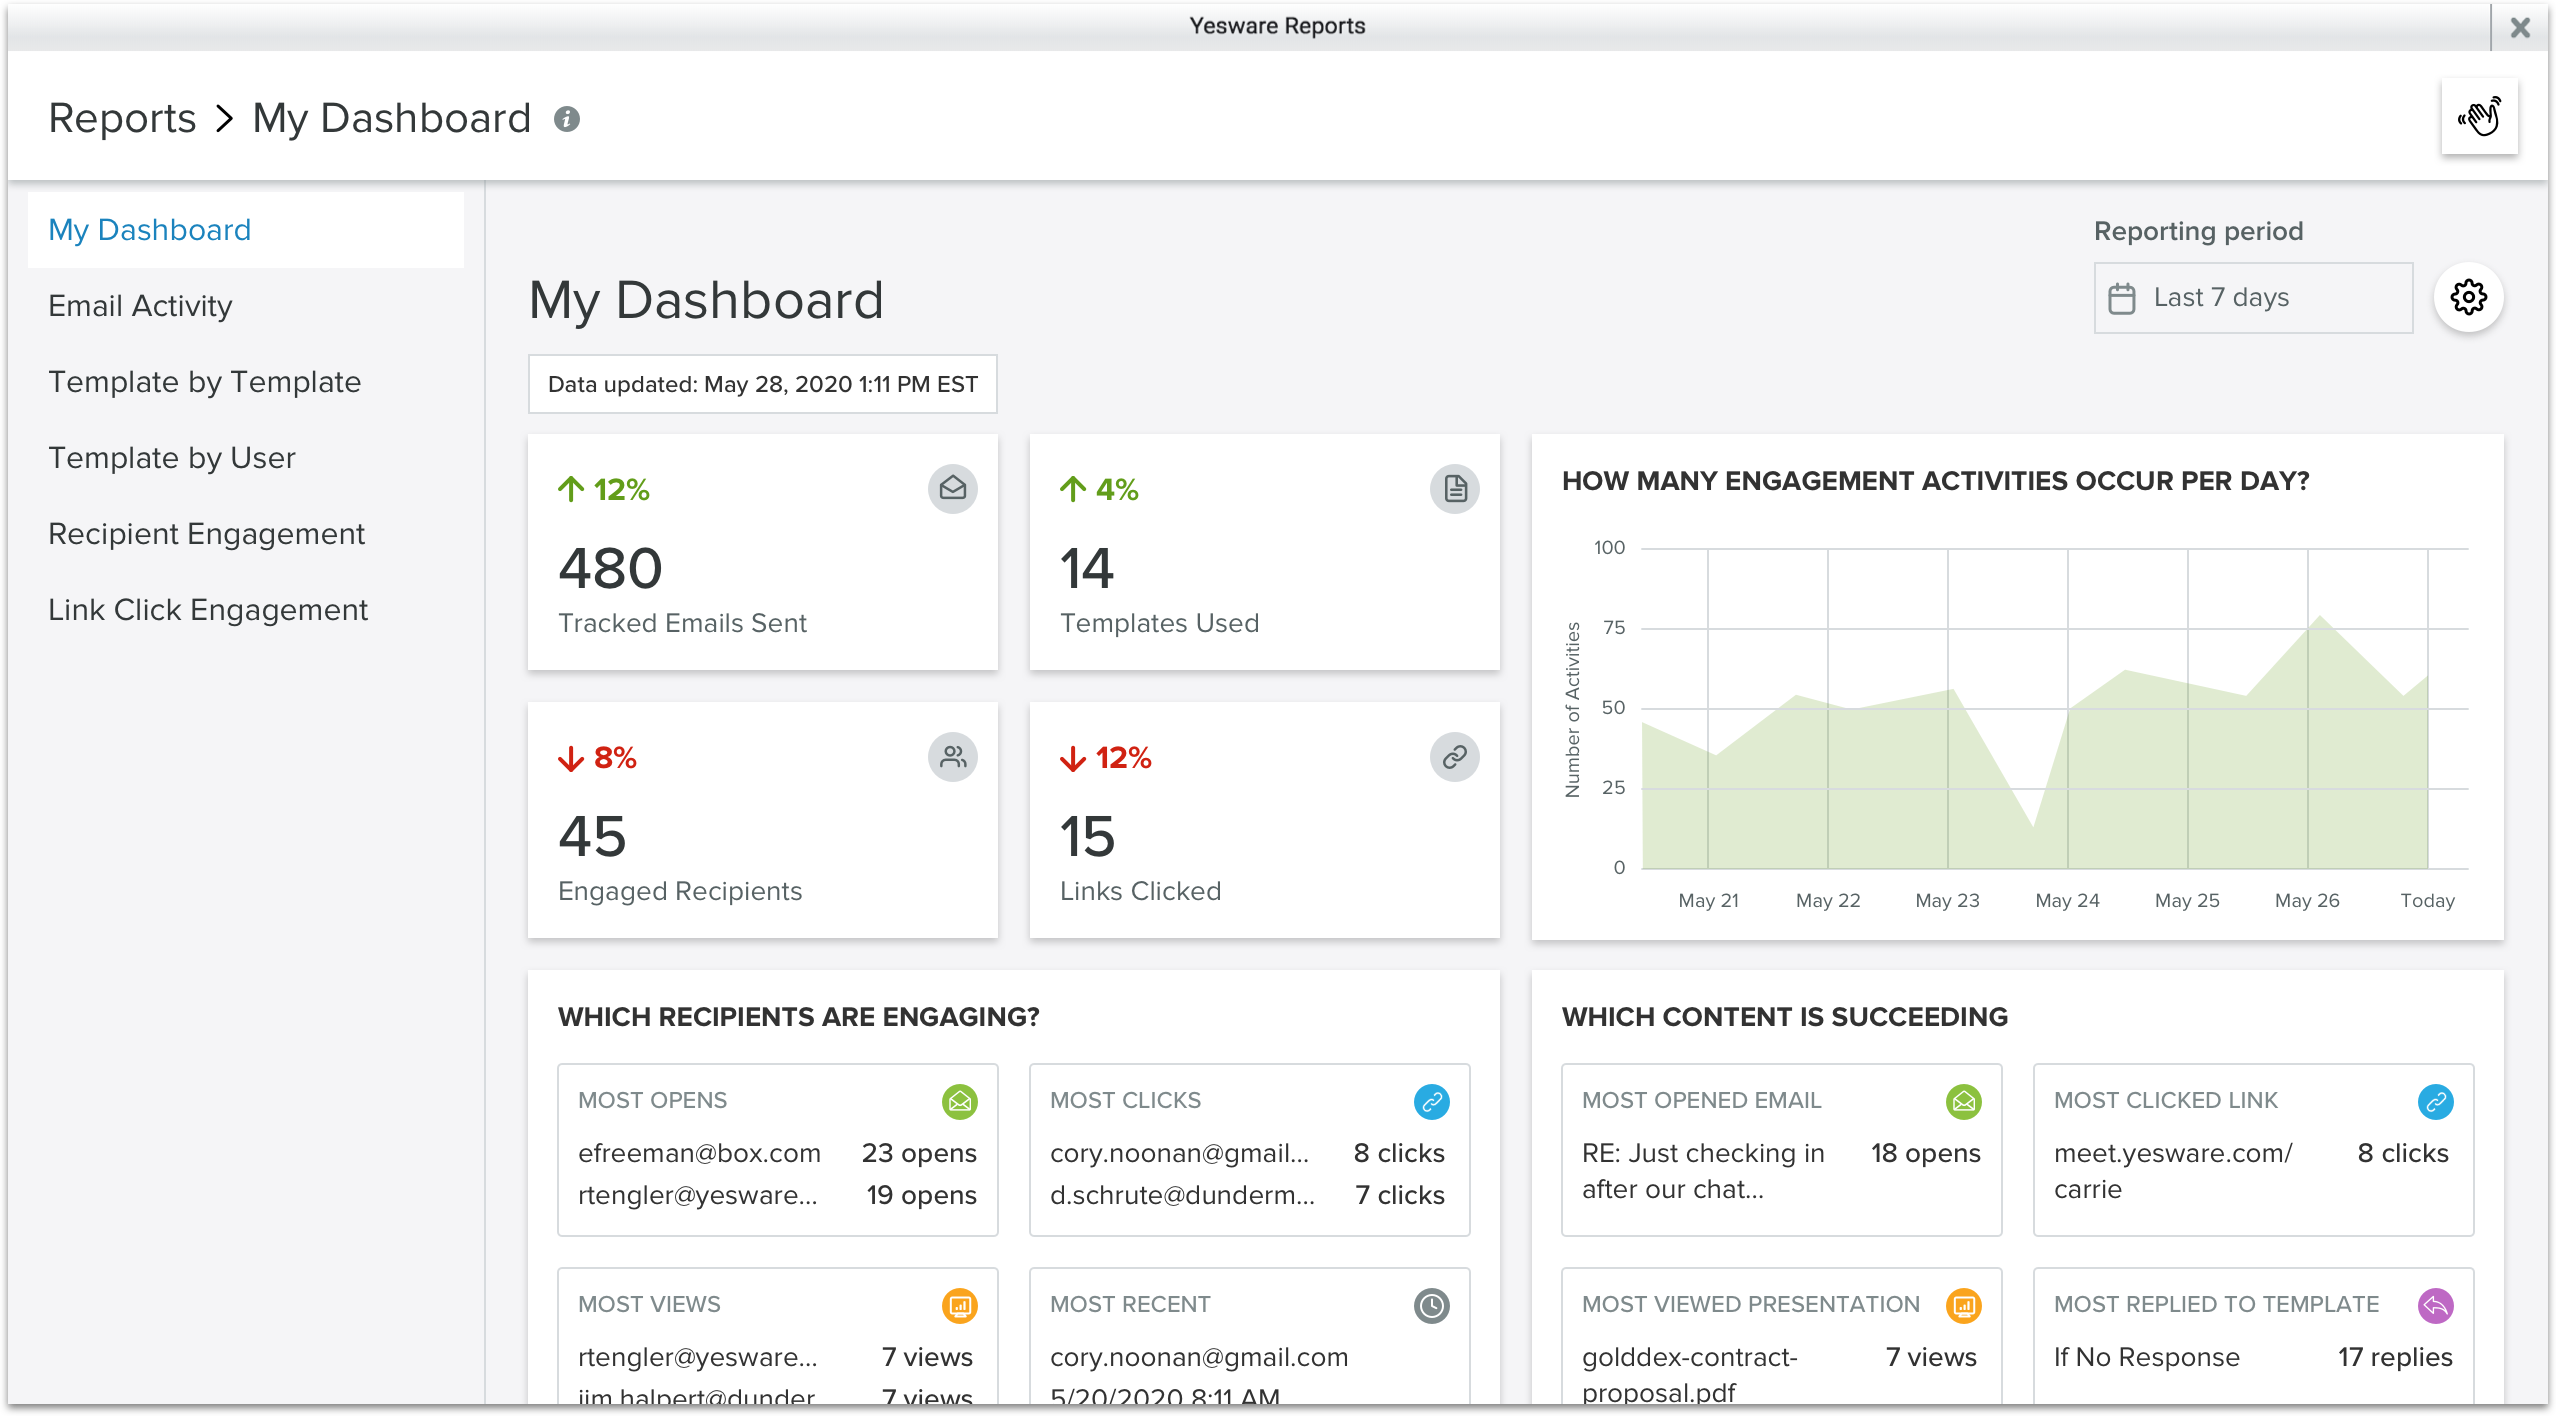 Yesware Reports
Reports > My Dashboard
My Dashboard
Email Activity
Template by Template
Template by User
Recipient Engagement
Link Click Engagement
Reporting period
Last 7 days
My Dashboard
Data updated: May 28, 2020 1:11 PM EST
12%
480
Tracked Emails Sent
4%
14
Templates Used
8%
45
Engaged Recipients
12%
15
Links Clicked
HOW MANY ENGAGEMENT ACTIVITIES OCCUR PER DAY?
Number of Activities
100
75
50
25
0
May 21 May 22 May 23 May 24 May 25 May 26 Today
WHICH RECIPIENTS ARE ENGAGING?
MOST OPENS
efreeman@box.com 23 opens
rtengler@yesware... 19 opens
MOST CLICKS
cory.noonan@gmail... 8 clicks
d.schrute@dunderm... 7 clicks
MOST VIEWS
rtengler@yesware... 7 views
jim.halpert@dunder... 7 views
MOST RECENT
cory.noonan@gmail.com
5/20/2020 8:11 AM
WHICH CONTENT IS SUCCEEDING
MOST OPENED EMAIL
RE: Just checking in 18 opens
after our chat...
MOST CLICKED LINK
meet.yesware.com/ 8 clicks
carrie
MOST VIEWED PRESENTATION
golddex-contract- 7 views
proposal.pdf
MOST REPLIED TO TEMPLATE
If No Response 17 replies